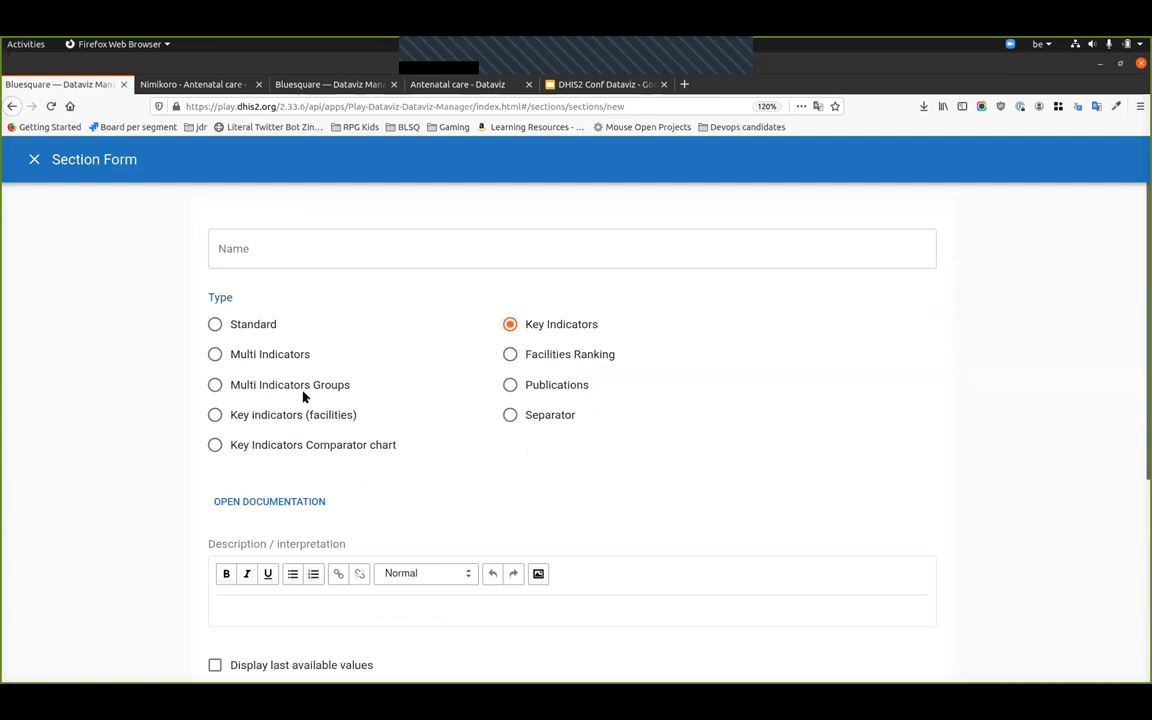 Activities Firefox Web Browser be
Bluesquare — Dataviz Mana Nimikoro - Antenatal care - Bluesquare — Dataviz Mana Antenatal care - Dataviz DHIS2 Conf Dataviz - Goo
https://play.dhis2.org/2.33.6/api/apps/Play-Dataviz-Dataviz-Manager/index.html#/sections/sections/new 120%
Getting Started Board per segment jdr Literal Twitter Bot Zin... RPG Kids BLSQ Gaming Learning Resources - ... Mouse Open Projects Devops candidates
Section Form
Name
Type
Standard Key Indicators
Multi Indicators Facilities Ranking
Multi Indicators Groups Publications
Key indicators (facilities) Separator
Key Indicators Comparator chart
OPEN DOCUMENTATION
Description / interpretation
B I U Normal
Display last available values